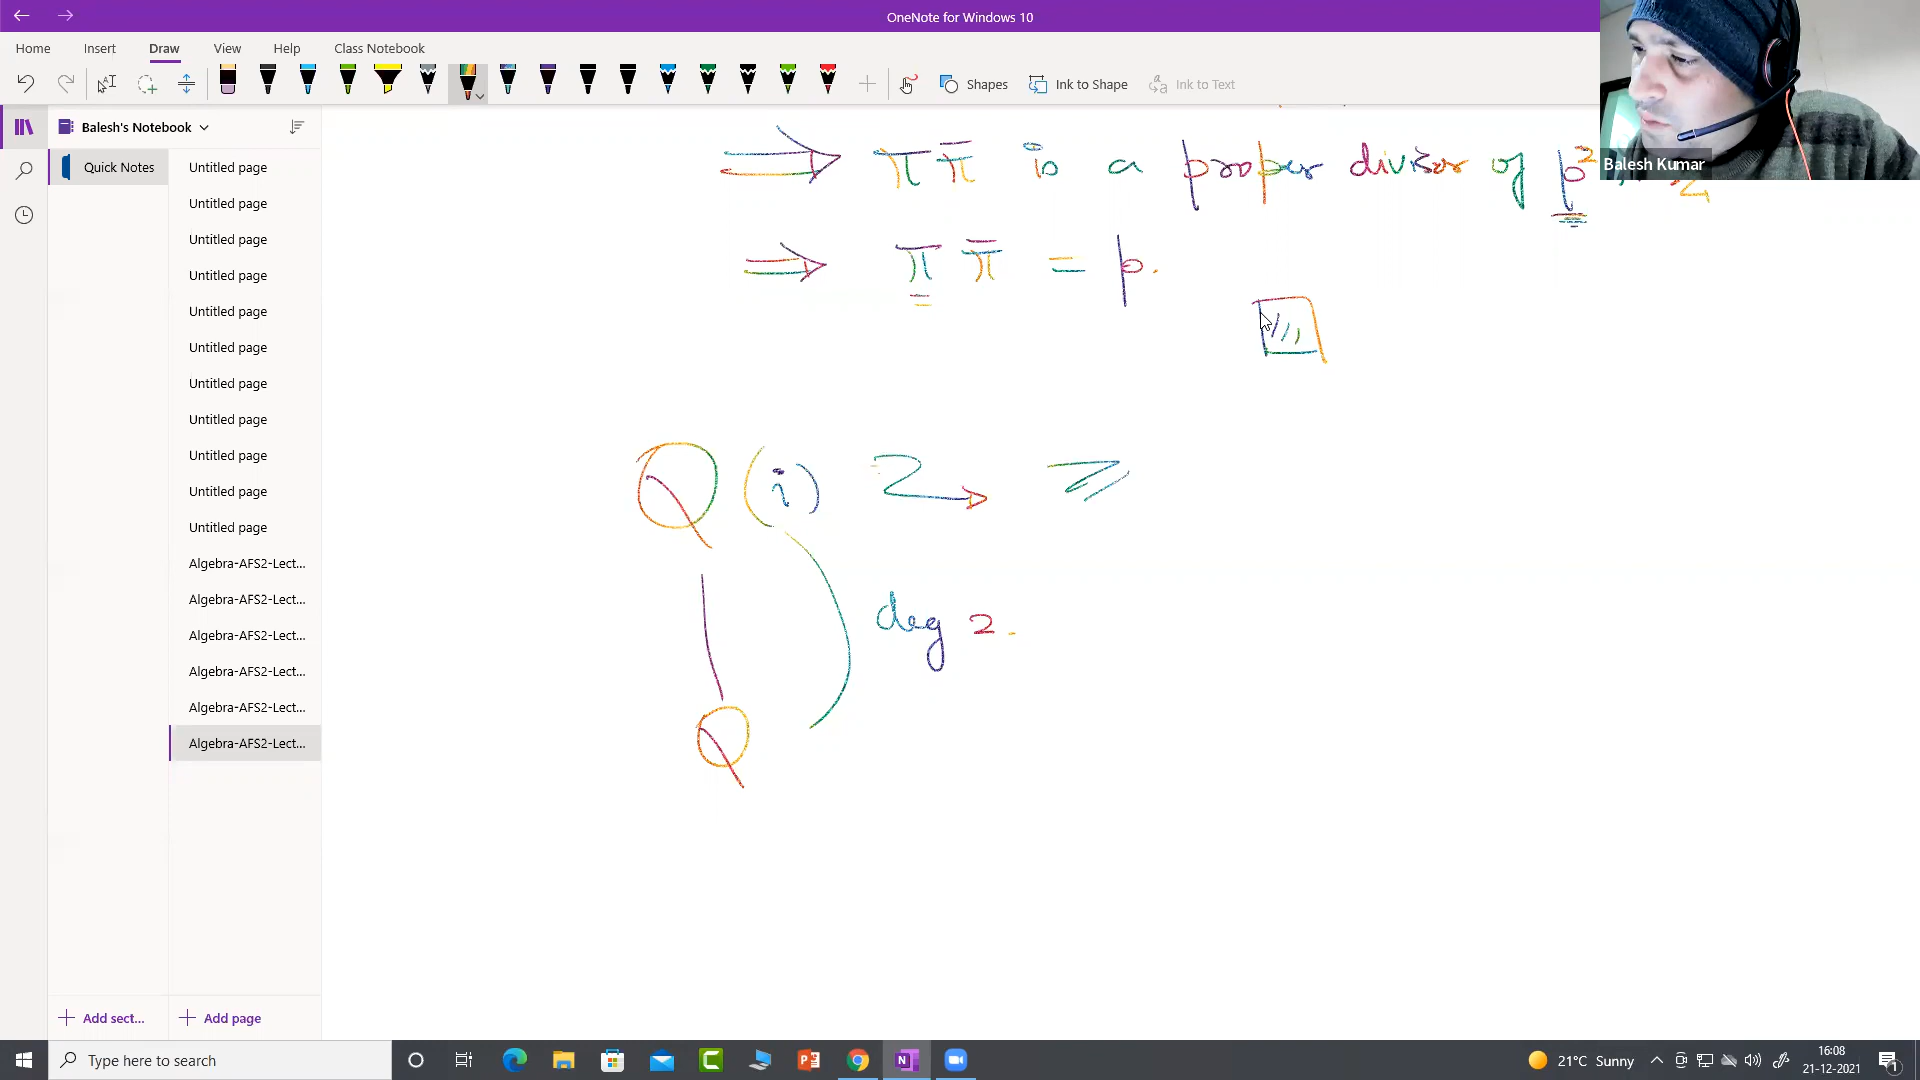 OneNote for Windows 10
Home Insert Draw View Help Class Notebook
Shapes Ink to Shape Ink to Text
Balesh's Notebook
Quick Notes
Untitled page
Untitled page
Untitled page
Untitled page
Untitled page
Untitled page
Untitled page
Untitled page
Untitled page
Untitled page
Untitled page
Algebra-AFS2-Lect...
Algebra-AFS2-Lect...
Algebra-AFS2-Lect...
Algebra-AFS2-Lect...
Algebra-AFS2-Lect...
Algebra-AFS2-Lect...
Add sect... Add page
Balesh Kumar
⇒ π π̅ is a proper divisor of p²
⇒ π π̅ = p.
Q (i)
deg 2.
Q
Type here to search
21°C Sunny
16:08
21-12-2021
1